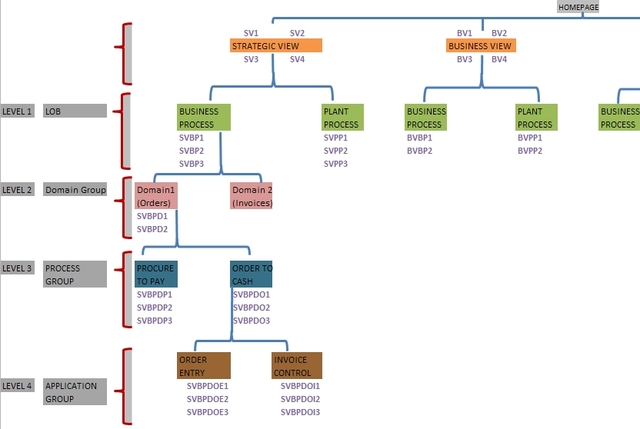 HOMEPAGE
SV1 SV2
STRATEGIC VIEW
SV3 SV4
BV1 BV2
BUSINESS VIEW
BV3 BV4
LEVEL 1 LOB
BUSINESS
PROCESS
SVBP1
SVBP2
SVBP3
PLANT
PROCESS
SVPP1
SVPP2
SVPP3
BUSINESS
PROCESS
BVBP1
BVBP2
PLANT
PROCESS
BVPP1
BVPP2
BUSINESS
PROCESS
LEVEL 2 Domain Group
Domain1
(Orders)
SVBPD1
SVBPD2
Domain 2
(Invoices)
LEVEL 3 PROCESS
GROUP
PROCURE
TO PAY
SVBPDP1
SVBPDP2
SVBPDP3
ORDER TO
CASH
SVBPDO1
SVBPDO2
SVBPDO3
LEVEL 4 APPLICATION
GROUP
ORDER
ENTRY
SVBPDOE1
SVBPDOE2
SVBPDOE3
INVOICE
CONTROL
SVBPDOI1
SVBPDOI2
SVBPDOI3